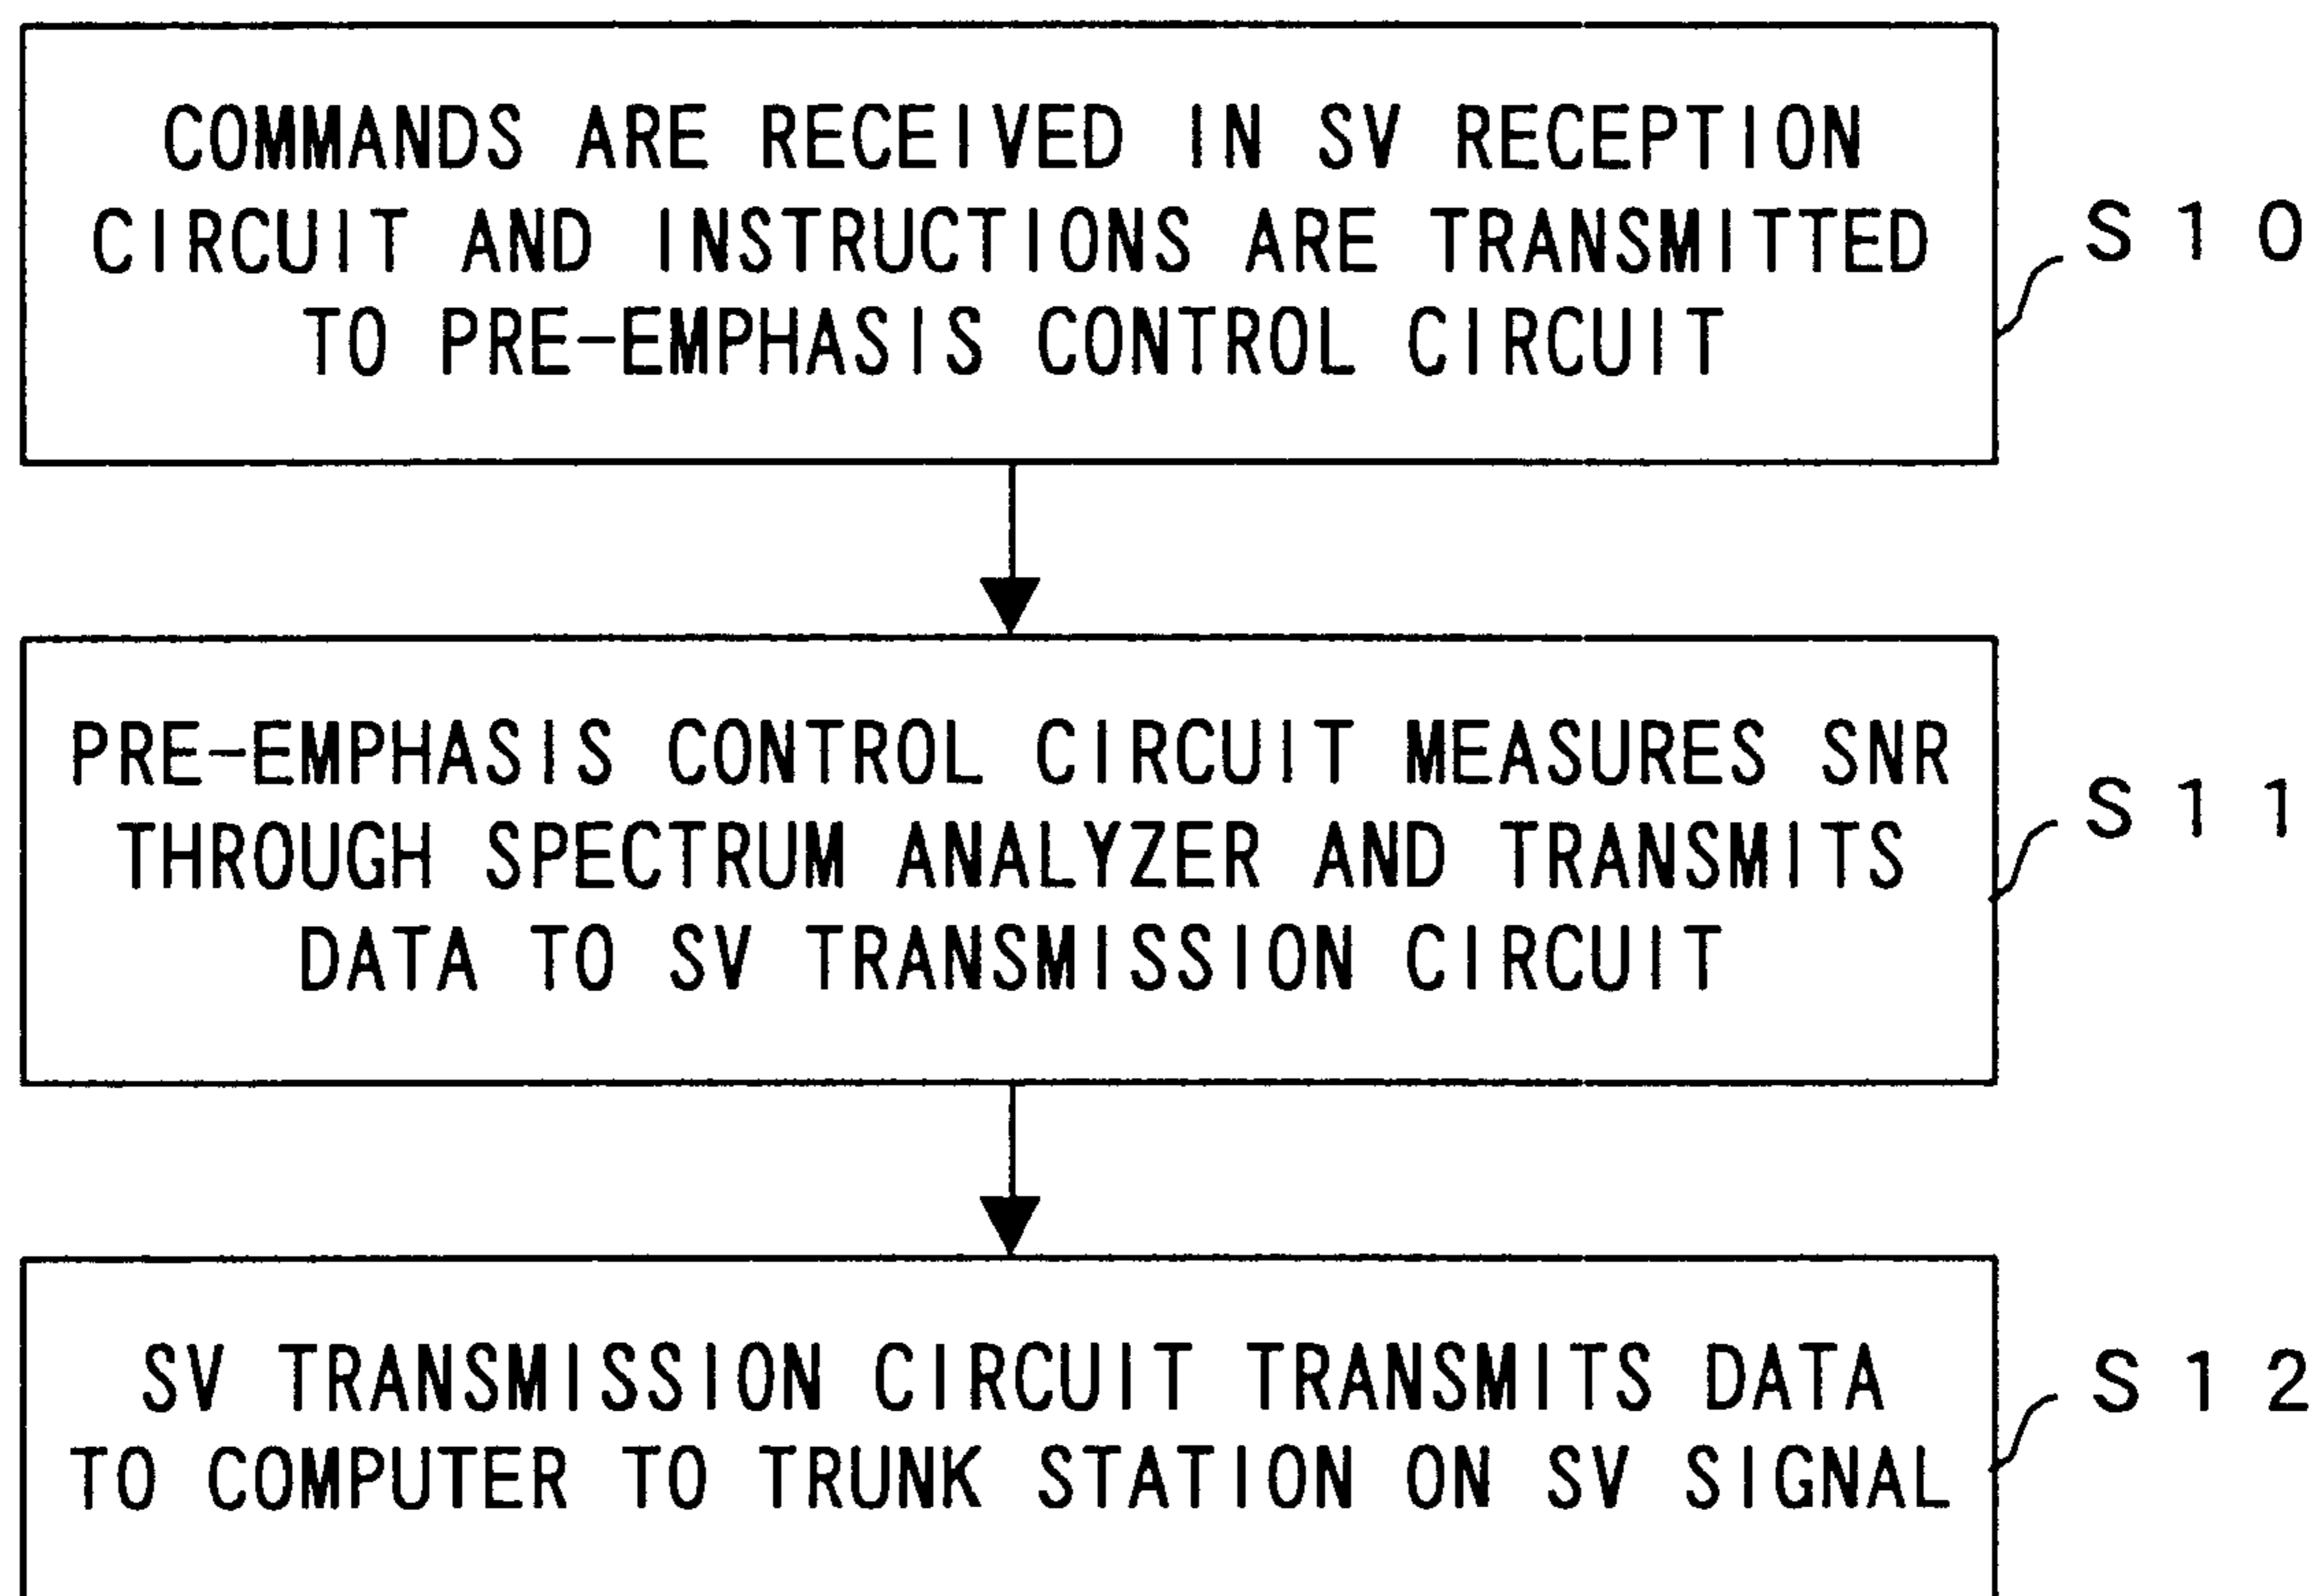 COMMANDS ARE RECEIVED IN SV RECEPTION
CIRCUIT AND INSTRUCTIONS ARE TRANSMITTED
TO PRE-EMPHASIS CONTROL CIRCUIT
S10
PRE-EMPHASIS CONTROL CIRCUIT MEASURES SNR
THROUGH SPECTRUM ANALYZER AND TRANSMITS
DATA TO SV TRANSMISSION CIRCUIT
S11
SV TRANSMISSION CIRCUIT TRANSMITS DATA
TO COMPUTER TO TRUNK STATION ON SV SIGNAL
S12